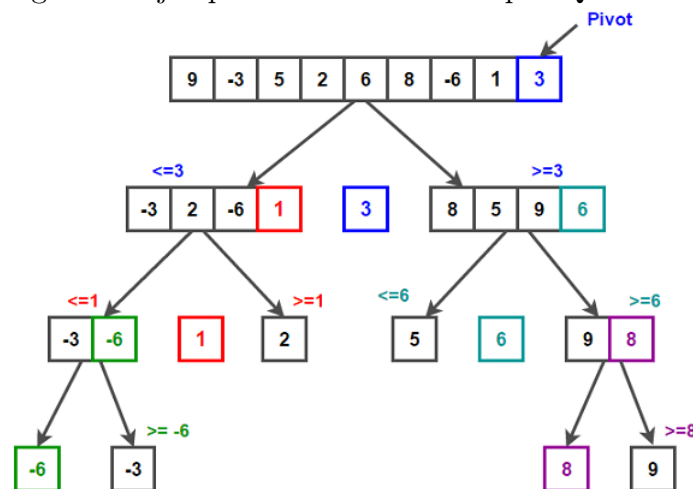 Pivot
9 -3 5 2 6 8 -6 1 3
<=3 >=3
-3 2 -6 1 3 8 5 9 6
<=1 >=1 <=6 >=6
-3 -6 1 2 5 6 9 8
>= -6 >=8
-6 -3 8 9